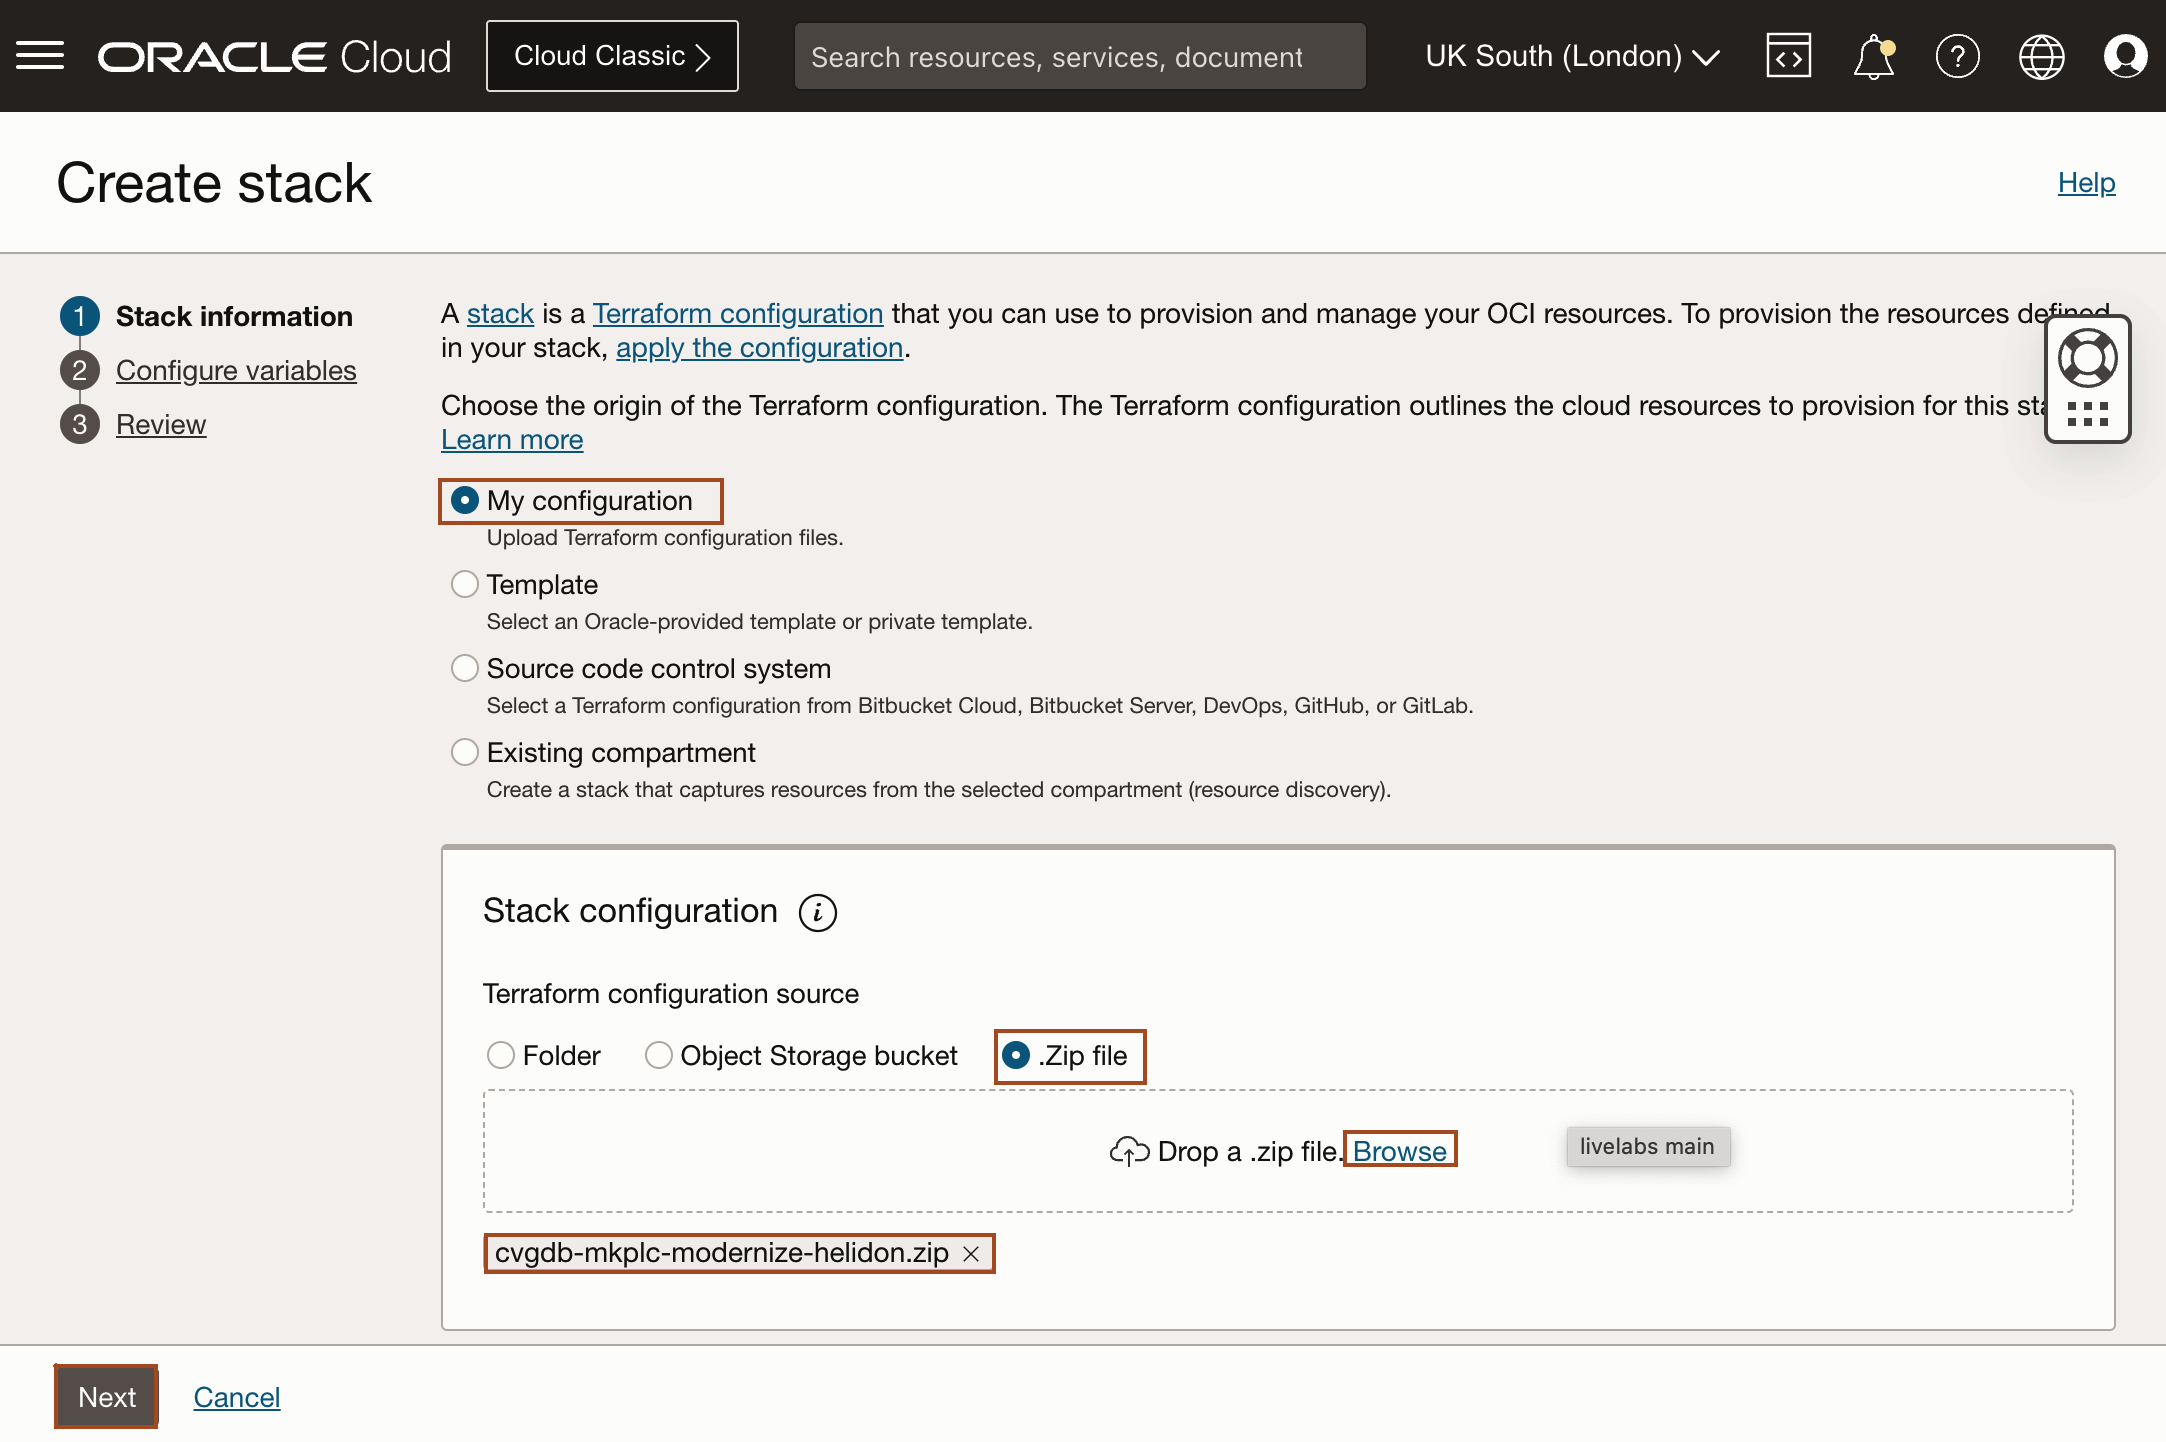 ORACLE Cloud
Cloud Classic
Search resources, services, document
UK South (London)
Create stack
Help
1 Stack information
2 Configure variables
3 Review
A stack is a Terraform configuration that you can use to provision and manage your OCI resources. To provision the resources defined
in your stack, apply the configuration.
Choose the origin of the Terraform configuration. The Terraform configuration outlines the cloud resources to provision for this
Learn more
My configuration
Upload Terraform configuration files.
Template
Select an Oracle-provided template or private template.
Source code control system
Select a Terraform configuration from Bitbucket Cloud, Bitbucket Server, DevOps, GitHub, or GitLab.
Existing compartment
Create a stack that captures resources from the selected compartment (resource discovery).
Stack configuration
Terraform configuration source
Folder
Object Storage bucket
.Zip file
Drop a .zip file. Browse
livelabs main
cvgdb-mkplc-modernize-helidon.zip
Next
Cancel